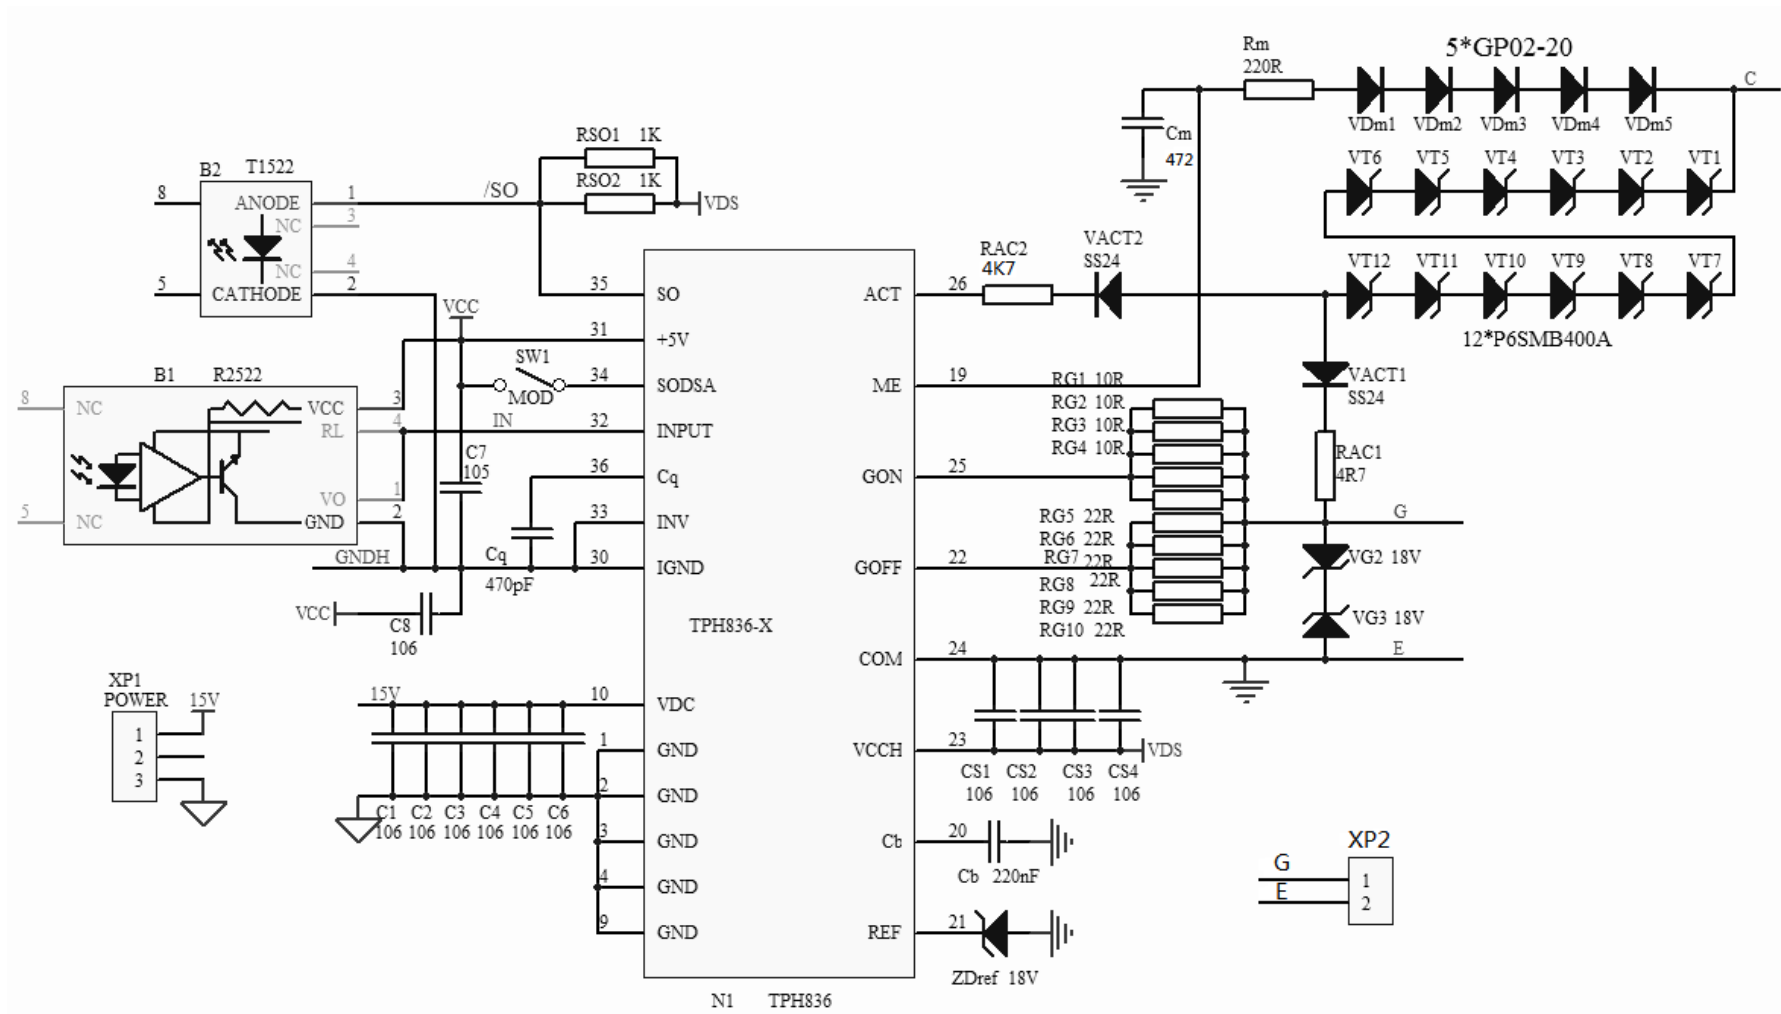 5*GP02-20
Rm
220R
C
VDm1 VDm2 VDm3 VDm4 VDm5
Cm
472
RSO1 1K
RSO2 1K
/SO
VDS
B2 T1522
8
ANODE
1
NC
3
NC
4
5
CATHODE
2
VT6 VT5 VT4 VT3 VT2 VT1
RAC2
4K7
VACT2
SS24
VT12 VT11 VT10 VT9 VT8 VT7
12*P6SMB400A
35 SO
ACT 26
VCC
31 +5V
SW1
MOD
34 SODSA
ME 19
B1 R2522
8 NC
VCC 3
RL 4
IN
32 INPUT
VO 1
5 NC
GND 2
C7
105
36 Cq
GON 25
33 INV
GNDH
Cq
470pF
30 IGND
GOFF 22
RG1 10R
RG2 10R
RG3 10R
RG4 10R
RG5 22R
RG6 22R
RG7 22R
RG8 22R
RG9 22R
RG10 22R
VACT1
SS24
RAC1
4R7
G
VG2 18V
VG3 18V
E
VCC
C8
106
TPH836-X
COM 24
XP1
POWER 15V
1
2
3
15V
10 VDC
1 GND
2 GND
3 GND
4 GND
9 GND
C1 C2 C3 C4 C5 C6
106 106 106 106 106 106
VCCH 23
VDS
CS1 CS2 CS3 CS4
106 106 106 106
Cb 20
Cb 220nF
REF 21
ZDref 18V
XP2
G
1
E
2
N1 TPH836